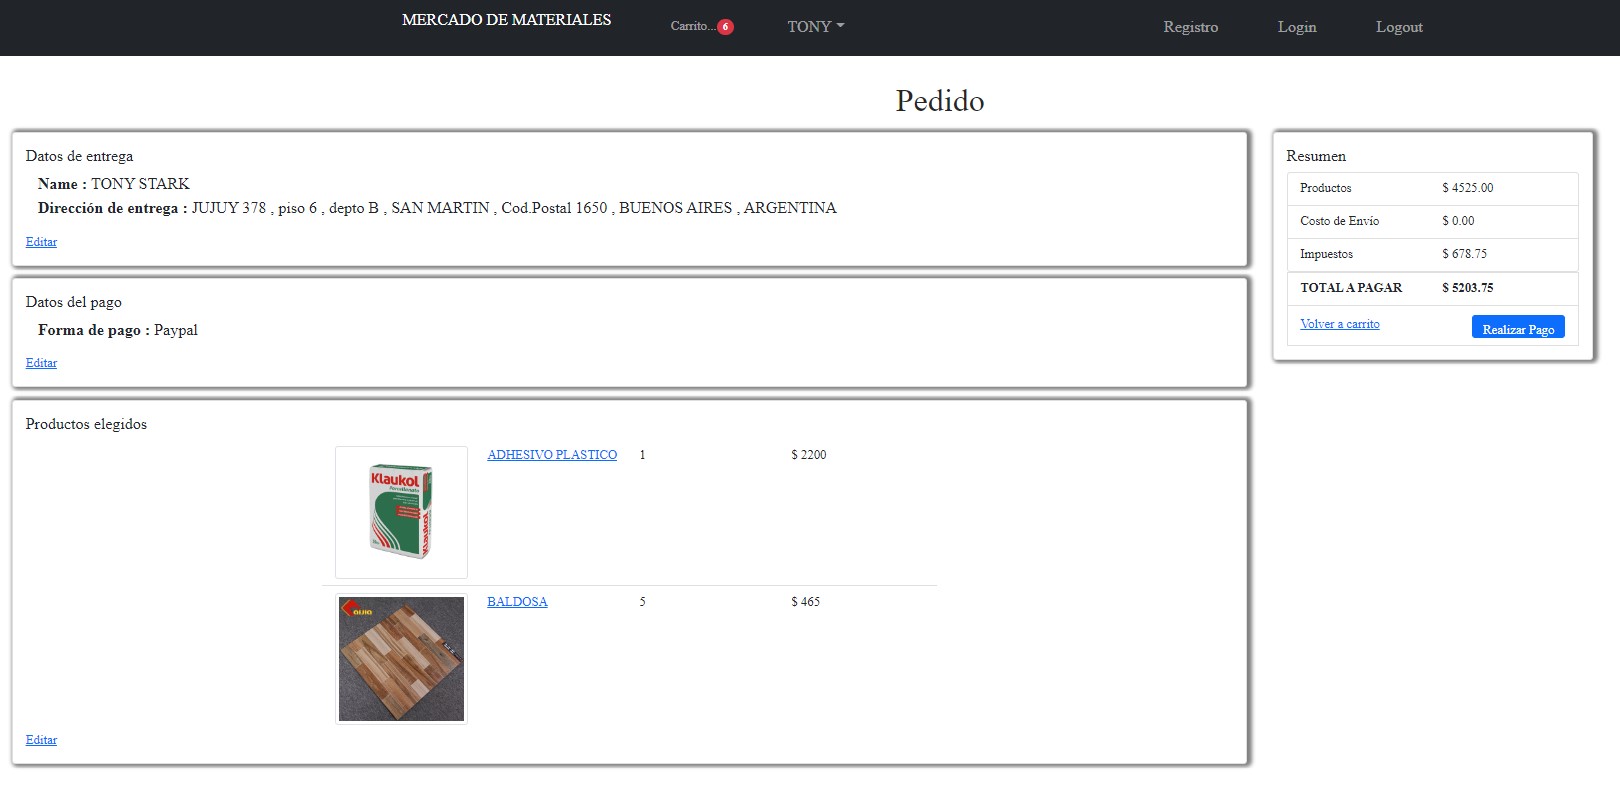 MERCADO DE MATERIALES
Carrito...6
TONY
Registro
Login
Logout
Pedido
Datos de entrega
Name : TONY STARK
Dirección de entrega : JUJUY 378 , piso 6 , depto B , SAN MARTIN , Cod.Postal 1650 , BUENOS AIRES , ARGENTINA
Editar
Datos del pago
Forma de pago : Paypal
Editar
Productos elegidos
Klaukol
Klaukol
ADHESIVO PLASTICO 1 $ 2200
BALDOSA 5 $ 465
Editar
Resumen
Productos $ 4525.00
Costo de Envío $ 0.00
Impuestos $ 678.75
TOTAL A PAGAR $ 5203.75
Volver a carrito
Realizar Pago